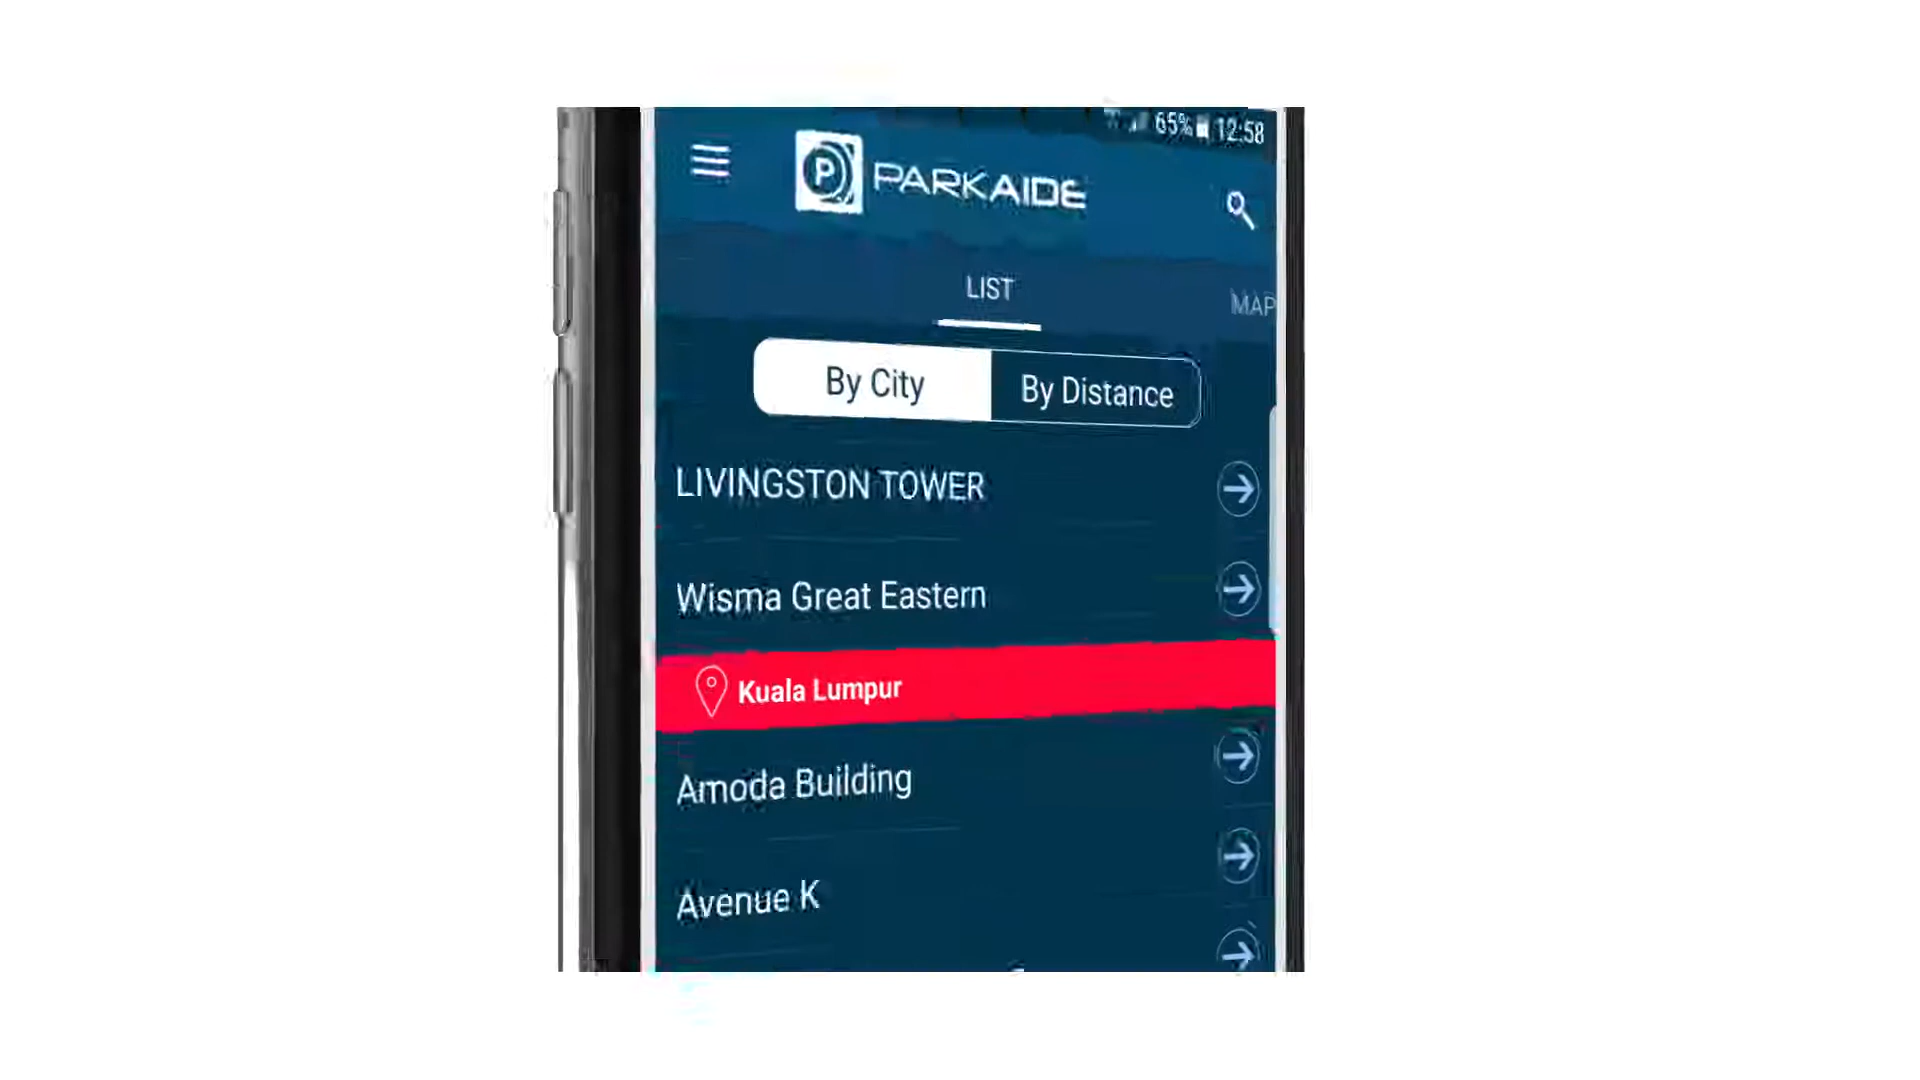 65% 12:58
P PARKAIDE
LIST MAP
By City By Distance
LIVINGSTON TOWER
Wisma Great Eastern
Kuala Lumpur
Amoda Building
Avenue K